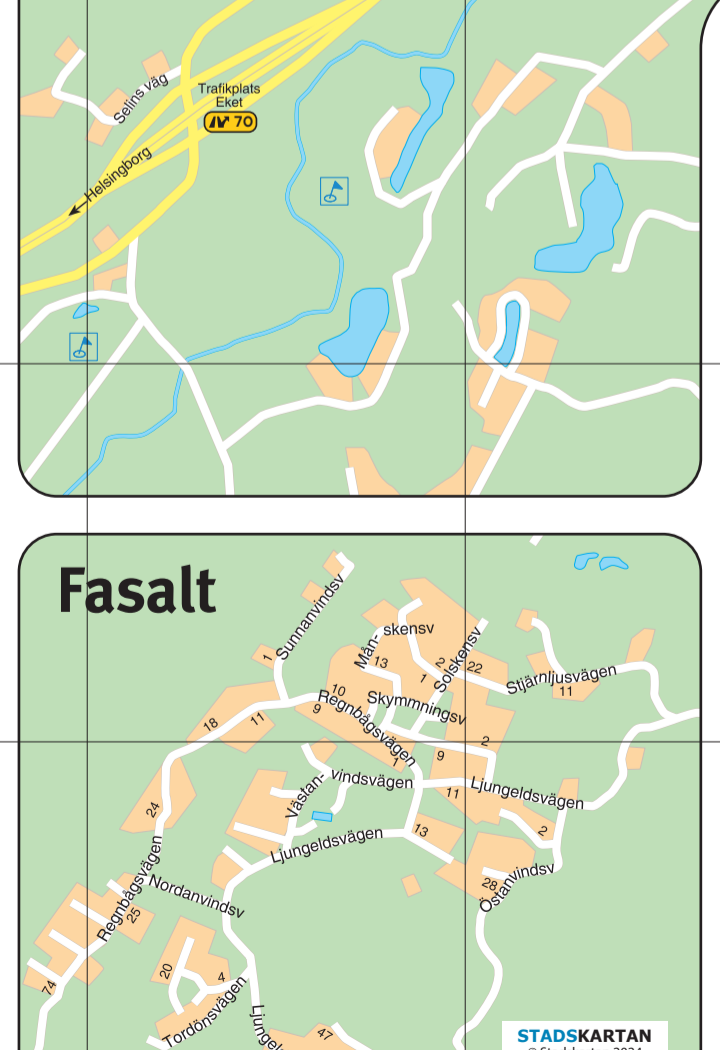 Selins väg
Trafikplats
Eket
70
Helsingborg
Fasalt
Sunnanvindsv
1
Mån-
skensv
13
Solskensv
2
22
1
Stjärnljusvägen
11
10
9
Regnbågsvägen
Skymmningsv
1
18
11
2
9
Västan-
vindsvägen
11
Ljungeldsvägen
24
Ljungeldsvägen
13
2
Regnbågsvägen
Nordanvindsv
25
28
Östanvindsv
20
4
74
Tordönsvägen
47
STADSKARTAN